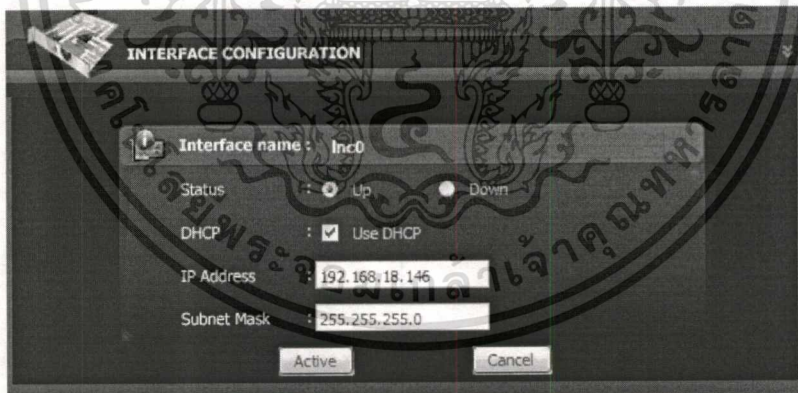 INTERFACE CONFIGURATION
Interface name : lnc0
Status : Up Down
DHCP : Use DHCP
IP Address : 192.168.18.146
Subnet Mask : 255.255.255.0
Active Cancel